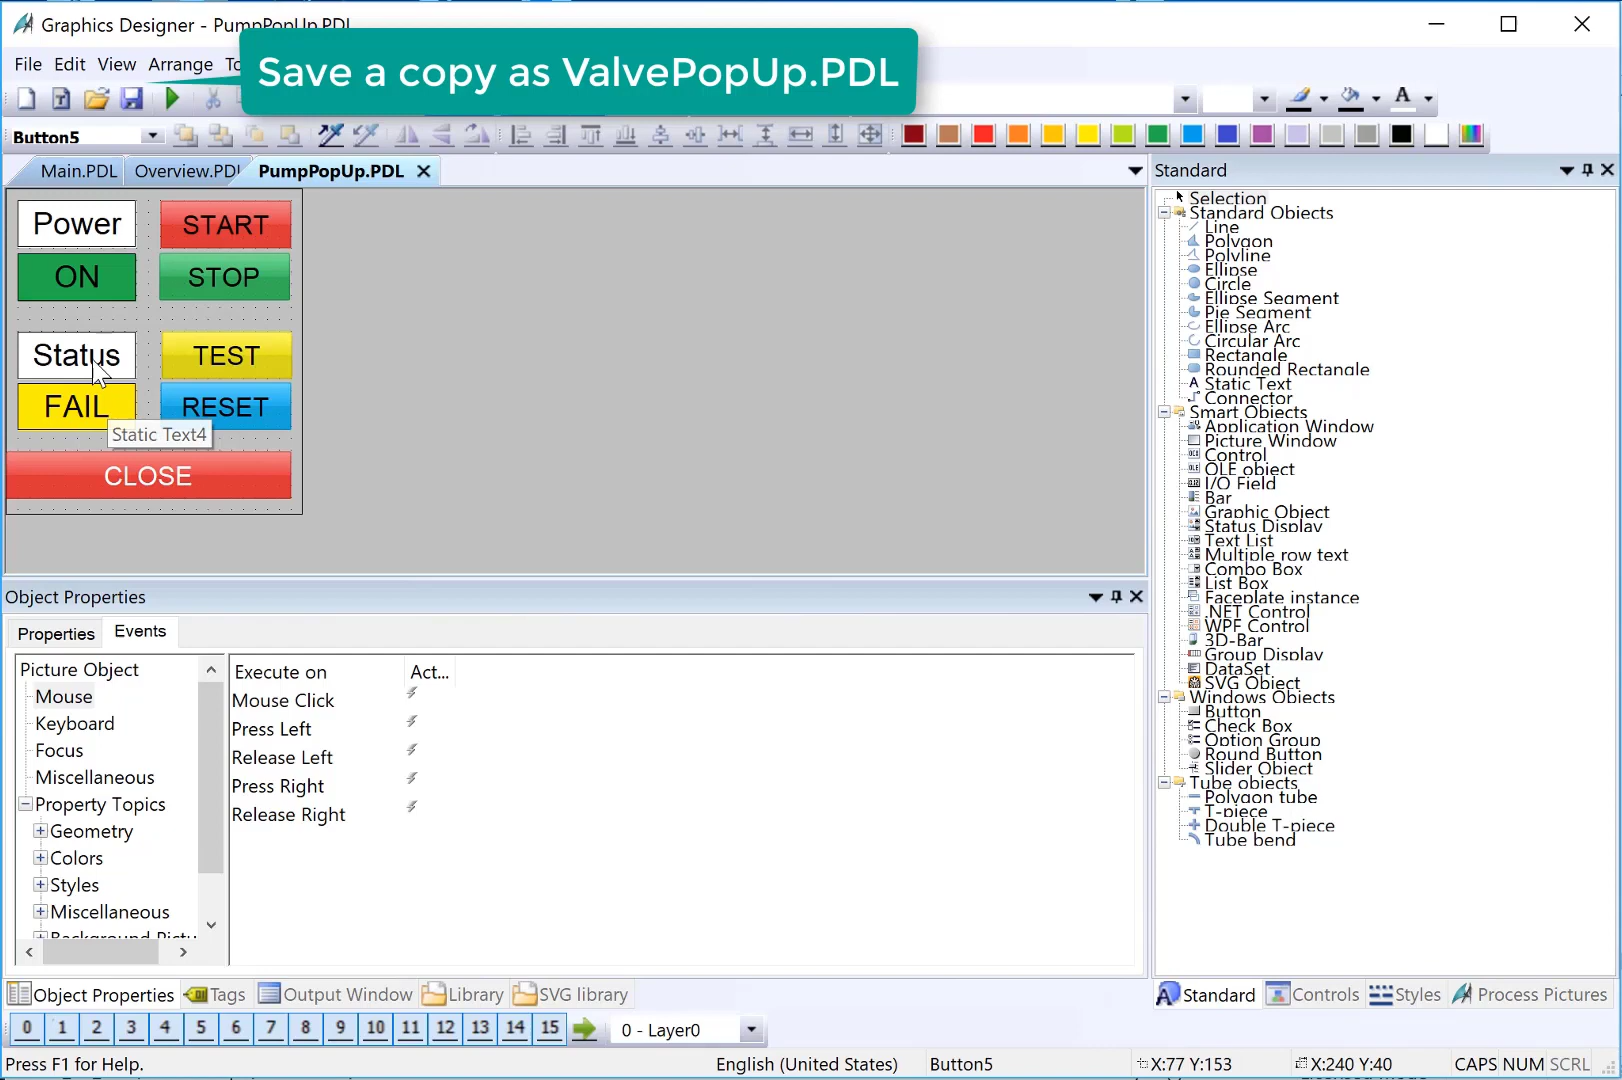 Graphics Designer - PumpPopUp.PDL
Save a copy as ValvePopUp.PDL
File Edit View Arrange
Button5
Main.PDL Overview.PDL PumpPopUp.PDL
Power START
ON STOP
Status TEST
FAIL RESET
Static Text4
CLOSE
Standard
Selection
Standard Objects
Line
Polygon
Polyline
Ellipse
Circle
Ellipse Segment
Pie Segment
Ellipse Arc
Circular Arc
Rectangle
Rounded Rectangle
Static Text
Connector
Smart Objects
Application Window
Picture Window
Control
OLE object
I/O Field
Bar
Graphic Object
Status Display
Text List
Multiple row text
Combo Box
List Box
Faceplate instance
.NET Control
WPF Control
3D-Bar
Group Display
DataSet
SVG Object
Windows Objects
Button
Check Box
Option Group
Round Button
Slider Object
Tube objects
Polygon tube
T-piece
Double T-piece
Tube bend
Object Properties
Properties Events
Picture Object
Mouse
Keyboard
Focus
Miscellaneous
Property Topics
Geometry
Colors
Styles
Miscellaneous
Execute on Act...
Mouse Click
Press Left
Release Left
Press Right
Release Right
Object Properties Tags Output Window Library SVG library
Standard Controls Styles Process Pictures
0 1 2 3 4 5 6 7 8 9 10 11 12 13 14 15 0 - Layer0
Press F1 for Help. English (United States) Button5 X:77 Y:153 X:240 Y:40 CAPS NUM SCRL